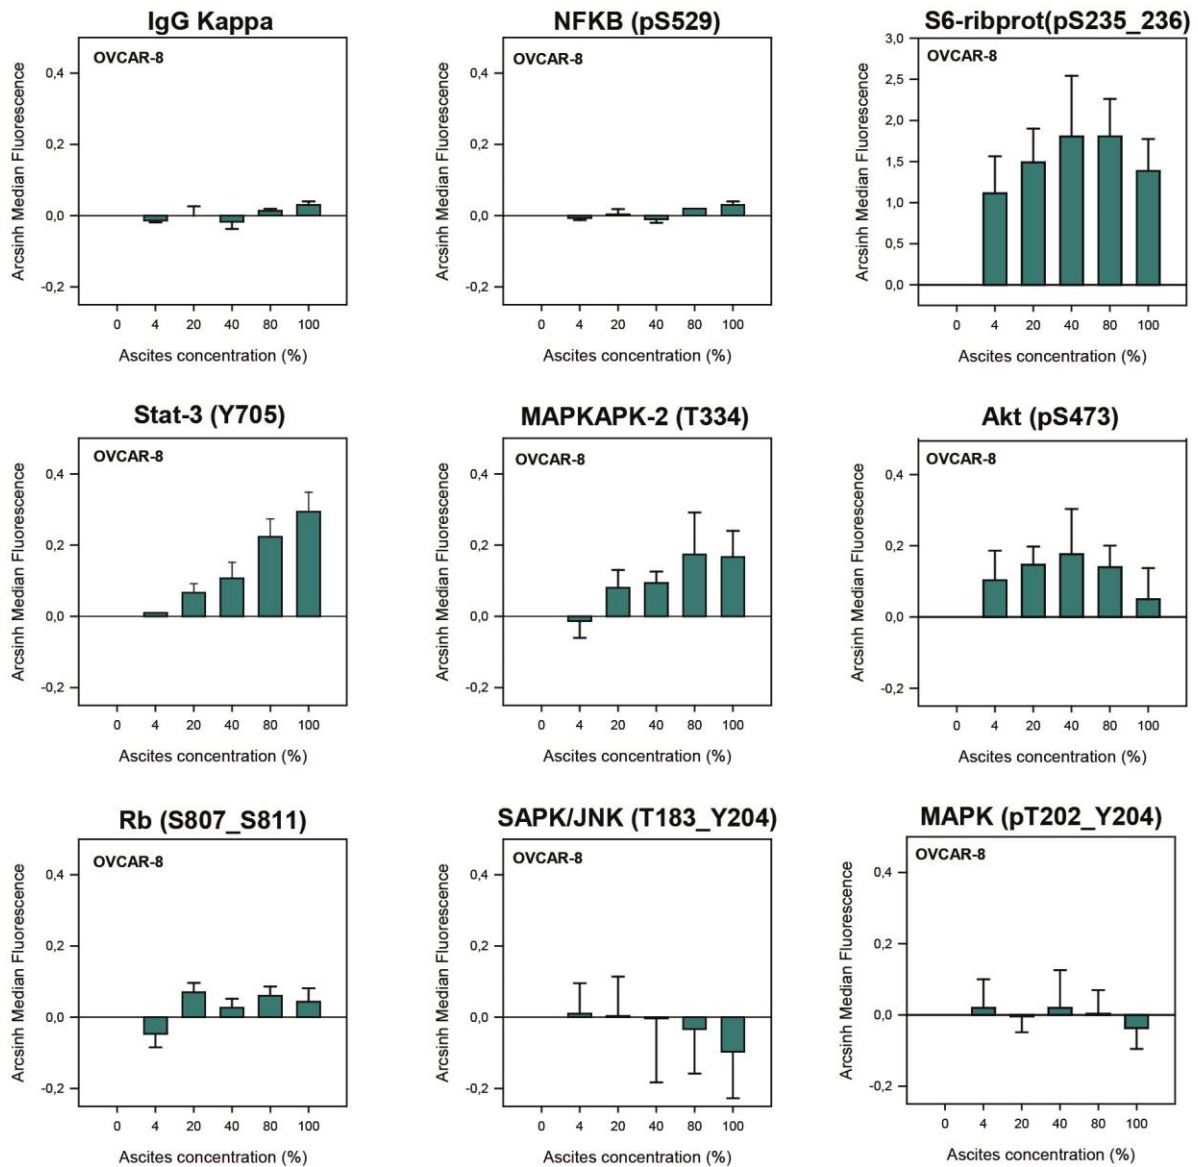 IgG Kappa
OVCAR-8
0,4
0,2
0,0
-0,2
Arcsinh Median Fluorescence
0 4 20 40 80 100
Ascites concentration (%)
NFKB (pS529)
OVCAR-8
0,4
0,2
0,0
-0,2
Arcsinh Median Fluorescence
0 4 20 40 80 100
Ascites concentration (%)
S6-ribprot(pS235_236)
OVCAR-8
3,0
2,5
2,0
1,5
1,0
0,5
0,0
Arcsinh Median Fluorescence
0 4 20 40 80 100
Ascites concentration (%)
Stat-3 (Y705)
OVCAR-8
0,4
0,2
0,0
-0,2
Arcsinh Median Fluorescence
0 4 20 40 80 100
Ascites concentration (%)
MAPKAPK-2 (T334)
OVCAR-8
0,4
0,2
0,0
-0,2
Arcsinh Median Fluorescence
0 4 20 40 80 100
Ascites concentration (%)
Akt (pS473)
OVCAR-8
0,4
0,2
0,0
-0,2
Arcsinh Median Fluorescence
0 4 20 40 80 100
Ascites concentration (%)
Rb (S807_S811)
OVCAR-8
0,4
0,2
0,0
-0,2
Arcsinh Median Fluorescence
0 4 20 40 80 100
Ascites concentration (%)
SAPK/JNK (T183_Y204)
OVCAR-8
0,4
0,2
0,0
-0,2
Arcsinh Median Fluorescence
0 4 20 40 80 100
Ascites concentration (%)
MAPK (pT202_Y204)
OVCAR-8
0,4
0,2
0,0
-0,2
Arcsinh Median Fluorescence
0 4 20 40 80 100
Ascites concentration (%)